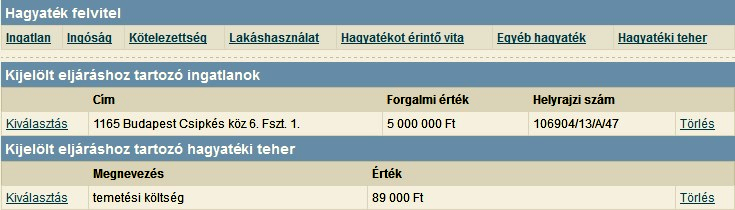 Hagyaték felvitel
Ingatlan Ingóság Kötelezettség Lakáshasználat Hagyatékot érintő vita Egyéb hagyaték Hagyatéki teher
Kijelölt eljáráshoz tartozó ingatlanok
Cím Forgalmi érték Helyrajzi szám
Kiválasztás 1165 Budapest Csipkés köz 6. Fszt. 1. 5 000 000 Ft 106904/13/A/47 Törlés
Kijelölt eljáráshoz tartozó hagyatéki teher
Megnevezés Érték
Kiválasztás temetési költség 89 000 Ft Törlés